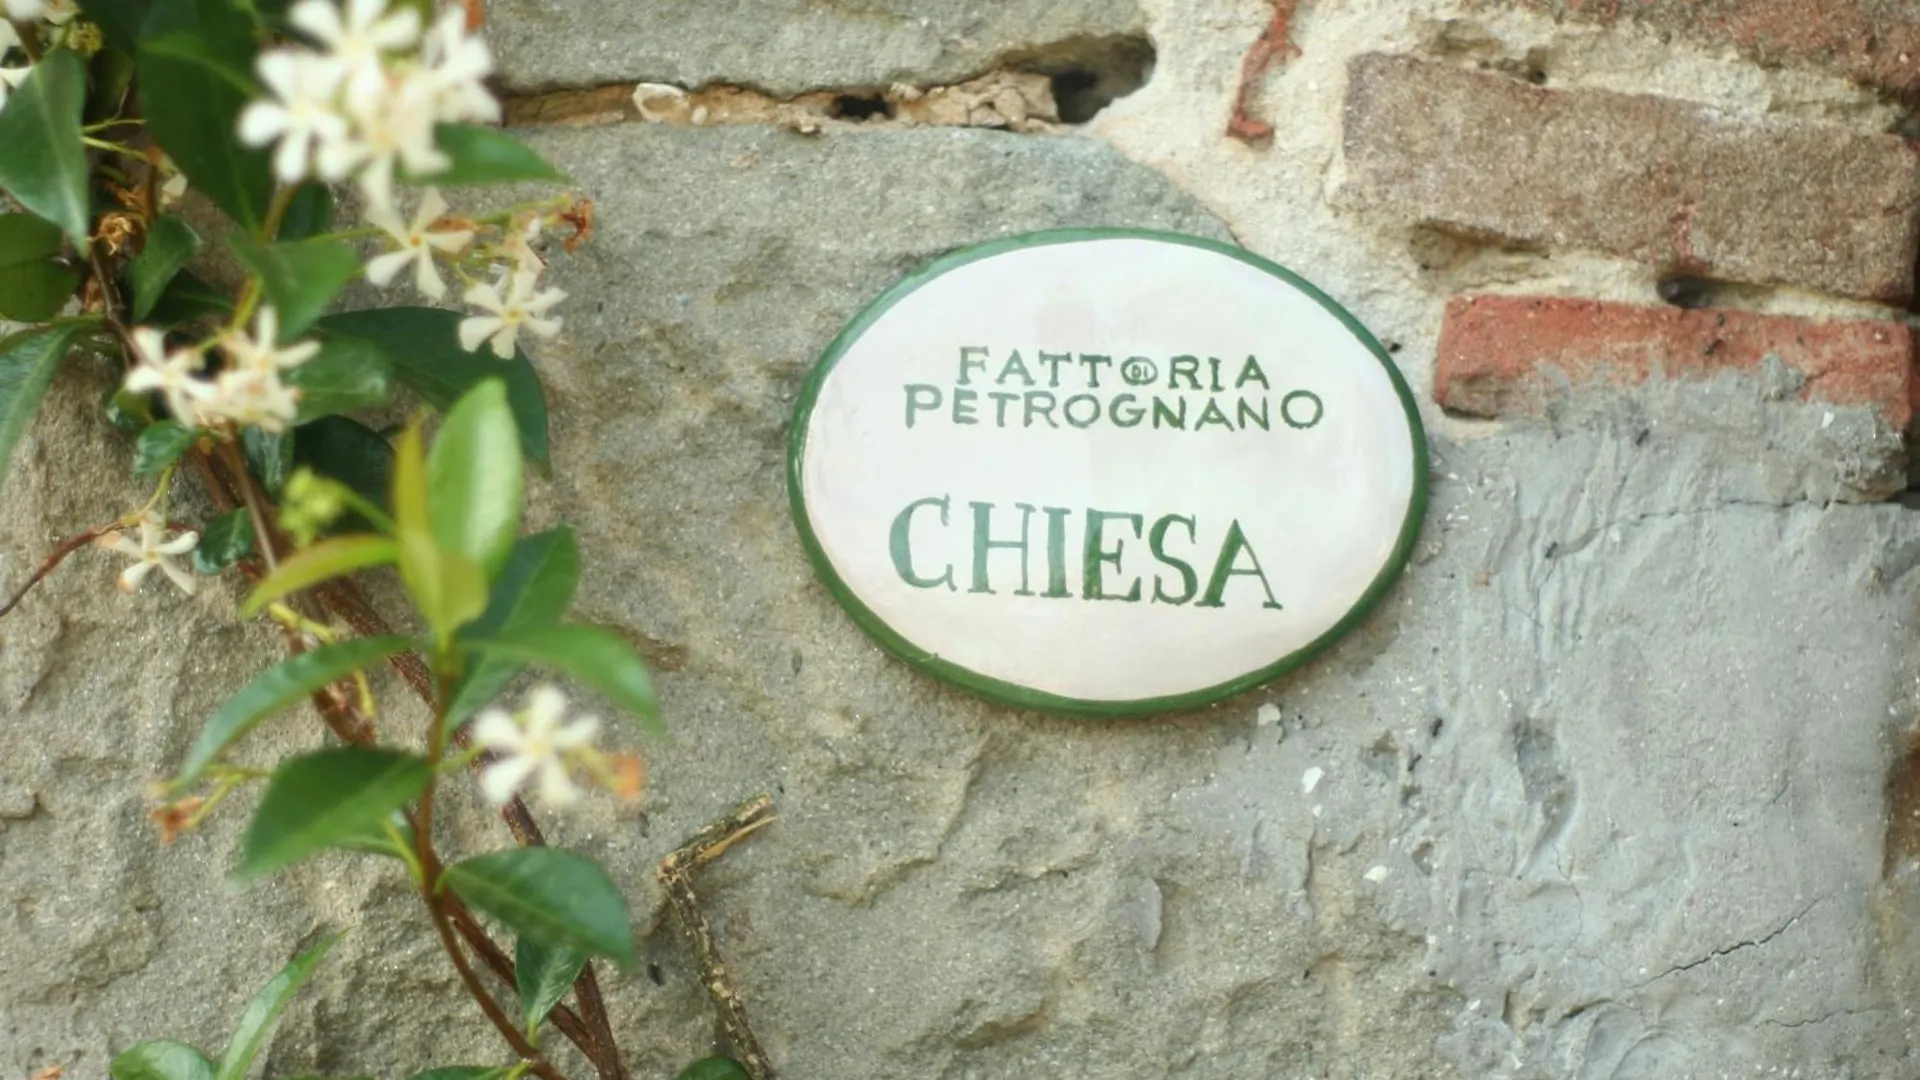 FATTORIA
DI
PETROGNANO
CHIESA